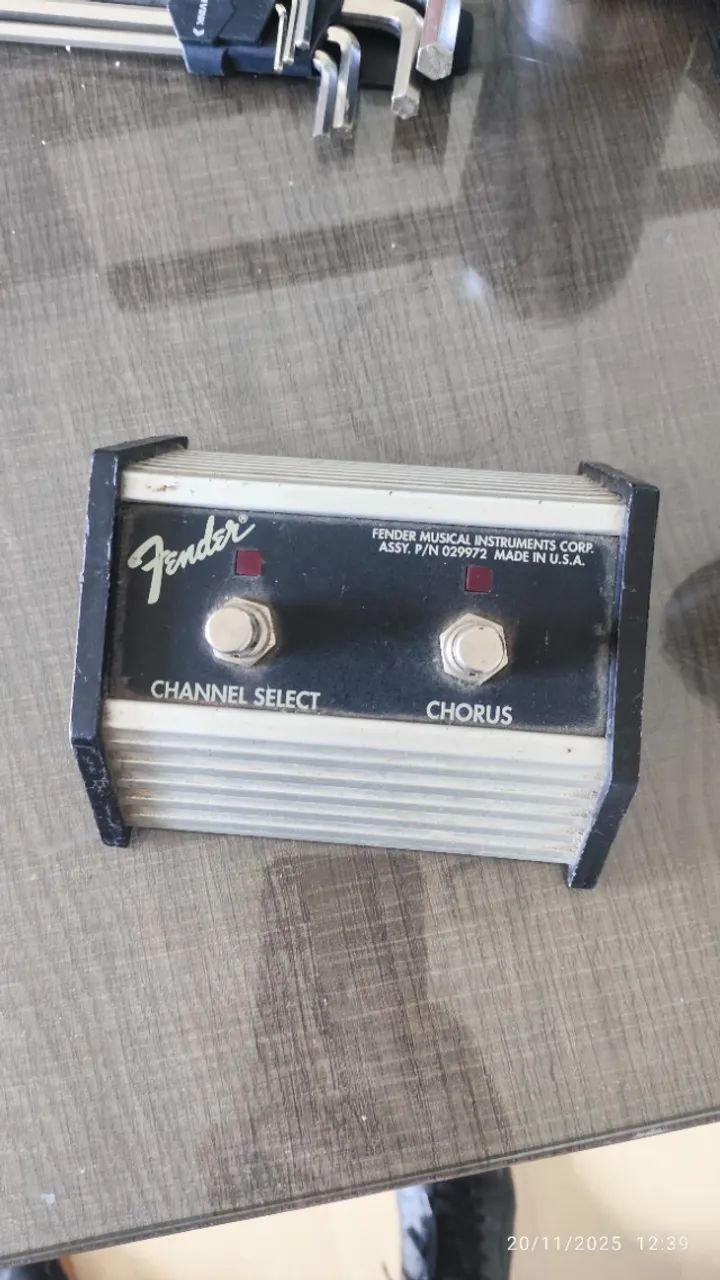 Fender®
FENDER MUSICAL INSTRUMENTS CORP.
ASSY. P/N 029972 MADE IN U.S.A.
CHANNEL SELECT
CHORUS
20/11/2025 12:39